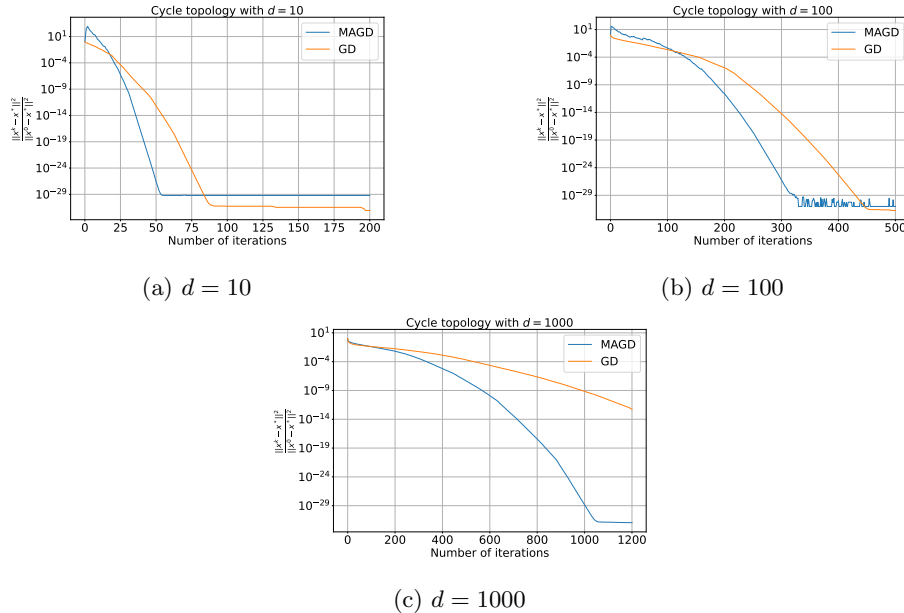 Cycle topology with d = 10
10^1
10^{-4}
10^{-9}
10^{-14}
10^{-19}
10^{-24}
10^{-29}
||x^k − x^*||^2
||x^0 − x^*||^2
MAGD
GD
0 25 50 75 100 125 150 175 200
Number of iterations
(a) d = 10
Cycle topology with d = 100
10^1
10^{-4}
10^{-9}
10^{-14}
10^{-19}
10^{-24}
10^{-29}
||x^k − x^*||^2
||x^0 − x^*||^2
MAGD
GD
0 100 200 300 400 500
Number of iterations
(b) d = 100
Cycle topology with d = 1000
10^1
10^{-4}
10^{-9}
10^{-14}
10^{-19}
10^{-24}
10^{-29}
||x^k − x^*||^2
||x^0 − x^*||^2
MAGD
GD
0 200 400 600 800 1000 1200
Number of iterations
(c) d = 1000